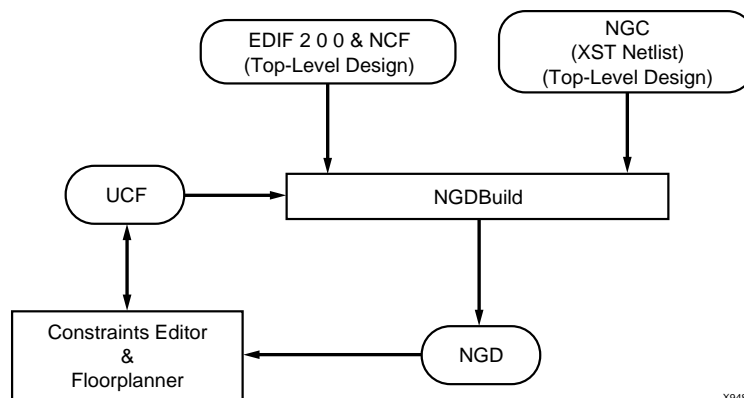 EDIF 2 0 0 & NCF
(Top-Level Design)
NGC
(XST Netlist)
(Top-Level Design)
UCF
NGDBuild
Constraints Editor
&
Floorplanner
NGD